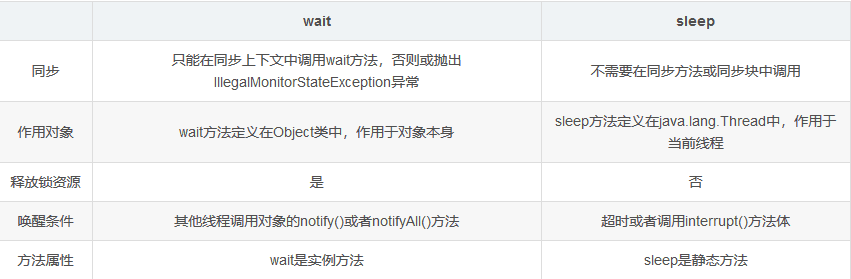 wait sleep
同步 只能在同步上下文中调用wait方法，否则或抛出 不需要在同步方法或同步块中调用
IllegalMonitorStateException异常
作用对象 wait方法定义在Object类中，作用于对象本身 sleep方法定义在java.lang.Thread中，作用于
当前线程
释放锁资源 是 否
唤醒条件 其他线程调用对象的notify()或者notifyAll()方法 超时或者调用interrupt()方法体
方法属性 wait是实例方法 sleep是静态方法